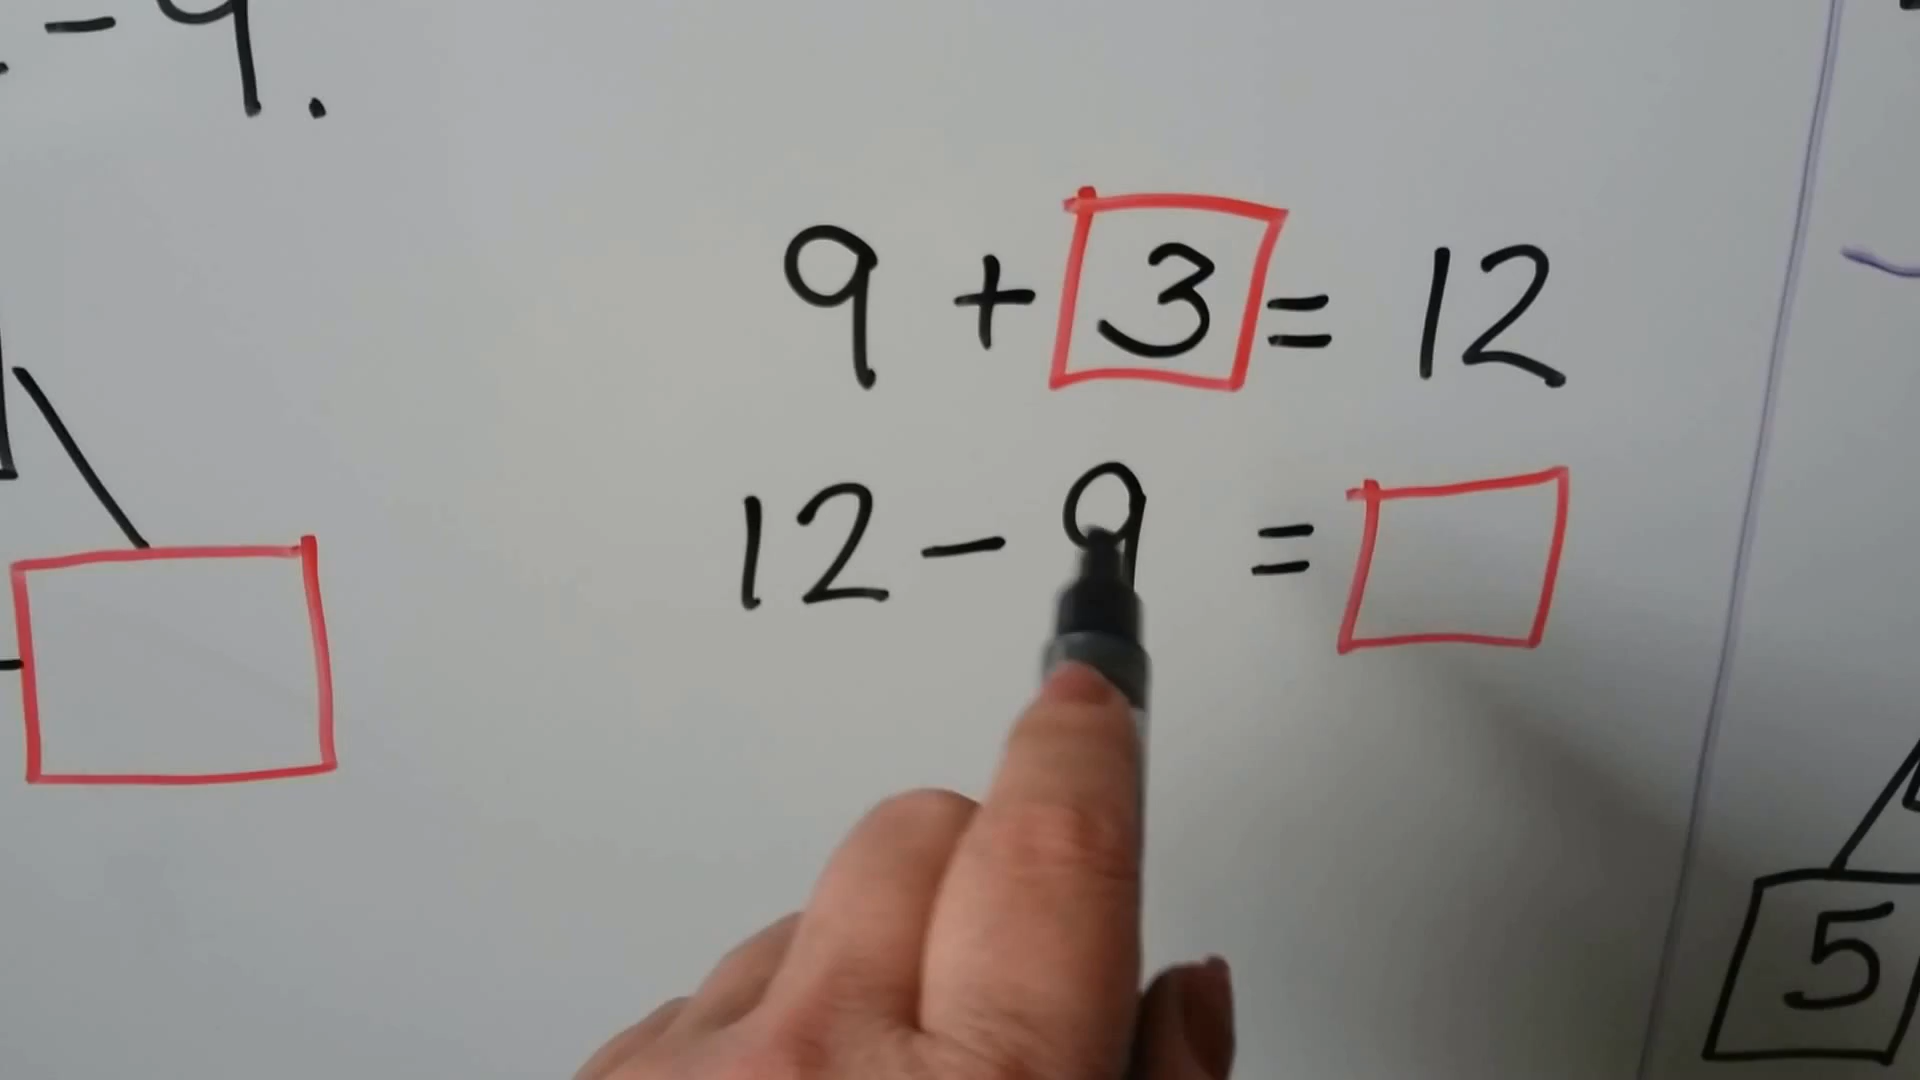 - 9.
9 + 3 = 12
12 - 9 =
5